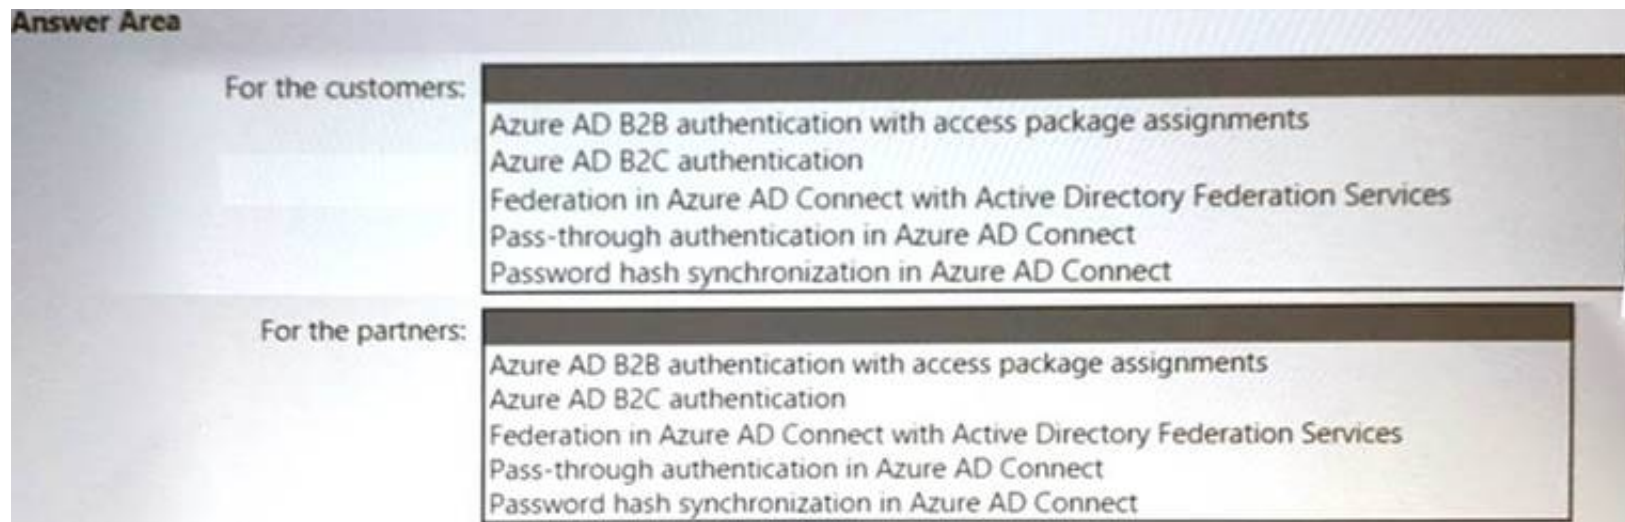 Answer Area
For the customers:
Azure AD B2B authentication with access package assignments
Azure AD B2C authentication
Federation in Azure AD Connect with Active Directory Federation Services
Pass-through authentication in Azure AD Connect
Password hash synchronization in Azure AD Connect
For the partners:
Azure AD B2B authentication with access package assignments
Azure AD B2C authentication
Federation in Azure AD Connect with Active Directory Federation Services
Pass-through authentication in Azure AD Connect
Password hash synchronization in Azure AD Connect